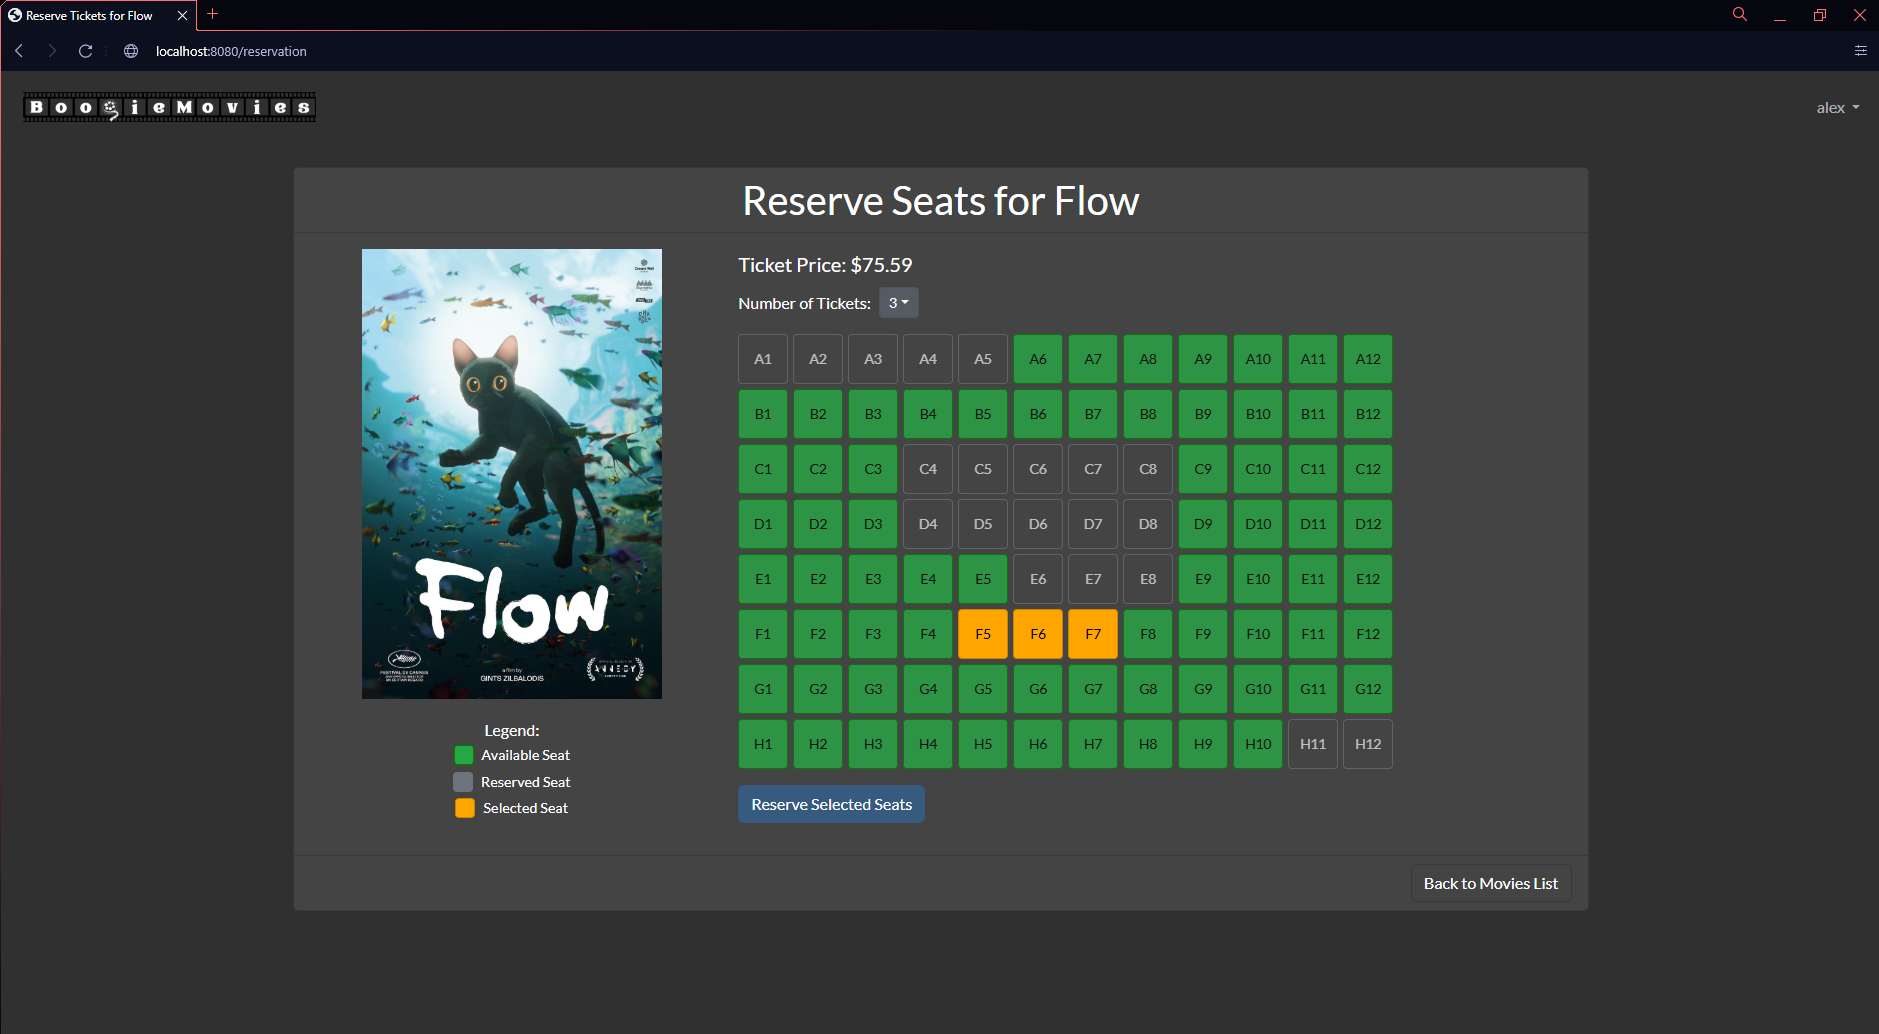 Reserve Tickets for Flow
localhost:8080/reservation
BoogieMovies
alex
Reserve Seats for Flow
Ticket Price: $75.59
Number of Tickets: 3
A1 A2 A3 A4 A5 A6 A7 A8 A9 A10 A11 A12
B1 B2 B3 B4 B5 B6 B7 B8 B9 B10 B11 B12
C1 C2 C3 C4 C5 C6 C7 C8 C9 C10 C11 C12
D1 D2 D3 D4 D5 D6 D7 D8 D9 D10 D11 D12
E1 E2 E3 E4 E5 E6 E7 E8 E9 E10 E11 E12
F1 F2 F3 F4 F5 F6 F7 F8 F9 F10 F11 F12
G1 G2 G3 G4 G5 G6 G7 G8 G9 G10 G11 G12
H1 H2 H3 H4 H5 H6 H7 H8 H9 H10 H11 H12
Reserve Selected Seats
Flow
FESTIVAL DE CANNES
a film by
GINTS ZILBALODIS
ANNECY
Legend:
Available Seat
Reserved Seat
Selected Seat
Back to Movies List